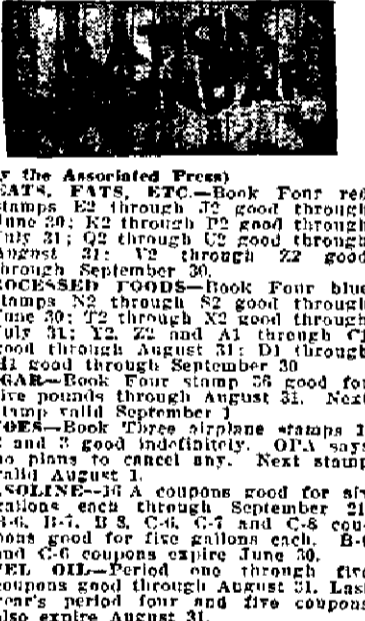 y the Associated Press)
EATS, FATS, ETC.—Book Four red
stamps E2 through J2 good through
June 30; K2 through P2 good through
July 31; Q2 through U2 good through
August 31; V2 through Z2 good
through September 30.
ROCESSED FOODS—Book Four blue
stamps N2 through S2 good through
June 30; T2 through X2 good through
July 31; Y2, Z2 and A1 through C1
good through August 31; D1 through
H1 good through September 30
GAR—Book Four stamp 36 good for
five pounds through August 31. Next
stamp valid September 1
OES—Book Three airplane stamps 1,
2 and 3 good indefinitely. OPA says
no plans to cancel any. Next stamp
valid August 1.
ASOLINE—16 A coupons good for six
gallons each through September 21.
B-6, B-7, B 8, C-6, C-7 and C-8 cou-
pons good for five gallons each. B-6
and C-6 coupons expire June 30.
UEL OIL—Period one through five
coupons good through August 31. Last
year's period four and five coupons
also expire August 31.